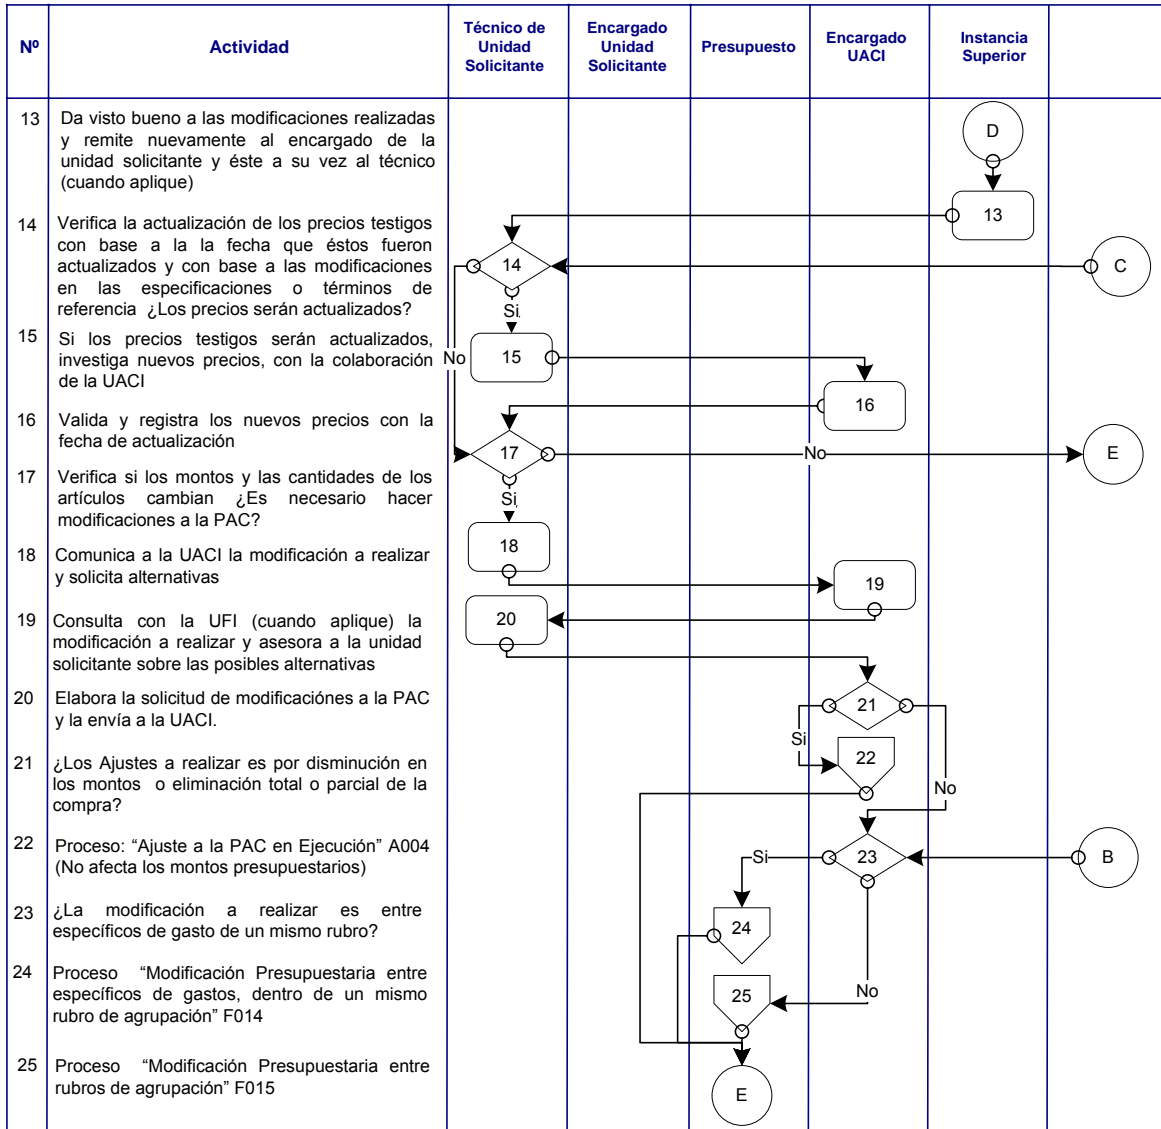 Nº
Actividad
Técnico de
Unidad
Solicitante
Encargado
Unidad
Solicitante
Presupuesto
Encargado
UACI
Instancia
Superior
13 Da visto bueno a las modificaciones realizadas
y remite nuevamente al encargado de la
unidad solicitante y éste a su vez al técnico
(cuando aplique)
14 Verifica la actualización de los precios testigos
con base a la la fecha que éstos fueron
actualizados y con base a las modificaciones
en las especificaciones o términos de
referencia ¿Los precios serán actualizados?
15 Si los precios testigos serán actualizados,
investiga nuevos precios, con la colaboración
de la UACI
16 Valida y registra los nuevos precios con la
fecha de actualización
17 Verifica si los montos y las cantidades de los
artículos cambian ¿Es necesario hacer
modificaciones a la PAC?
18 Comunica a la UACI la modificación a realizar
y solicita alternativas
19 Consulta con la UFI (cuando aplique) la
modificación a realizar y asesora a la unidad
solicitante sobre las posibles alternativas
20 Elabora la solicitud de modificaciónes a la PAC
y la envía a la UACI.
21 ¿Los Ajustes a realizar es por disminución en
los montos o eliminación total o parcial de la
compra?
22 Proceso: “Ajuste a la PAC en Ejecución” A004
(No afecta los montos presupuestarios)
23 ¿La modificación a realizar es entre
específicos de gasto de un mismo rubro?
24 Proceso “Modificación Presupuestaria entre
específicos de gastos, dentro de un mismo
rubro de agrupación” F014
25 Proceso “Modificación Presupuestaria entre
rubros de agrupación” F015
D
13
14
C
Si
No
15
16
17
No
E
Si
18
19
20
21
Si
22
No
Si
23
B
24
No
25
E